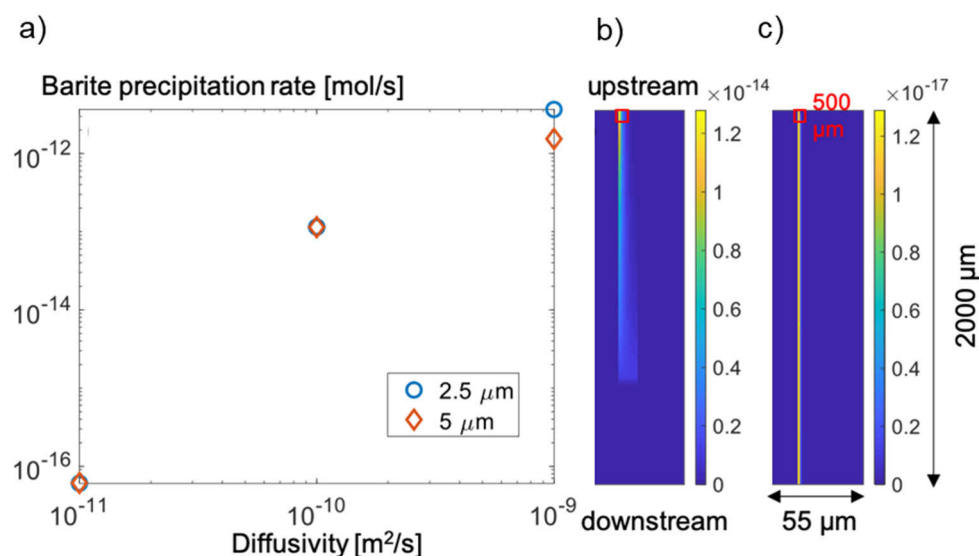 a)
b)
c)
Barite precipitation rate [mol/s]
upstream
×10⁻¹⁴
×10⁻¹⁷
500
μm
10⁻¹²
10⁻¹⁴
10⁻¹⁶
10⁻¹¹
10⁻¹⁰
10⁻⁹
Diffusivity [m²/s]
2.5 μm
5 μm
1.2
1
0.8
0.6
0.4
0.2
0
1.2
1
0.8
0.6
0.4
0.2
0
2000 μm
downstream
55 μm